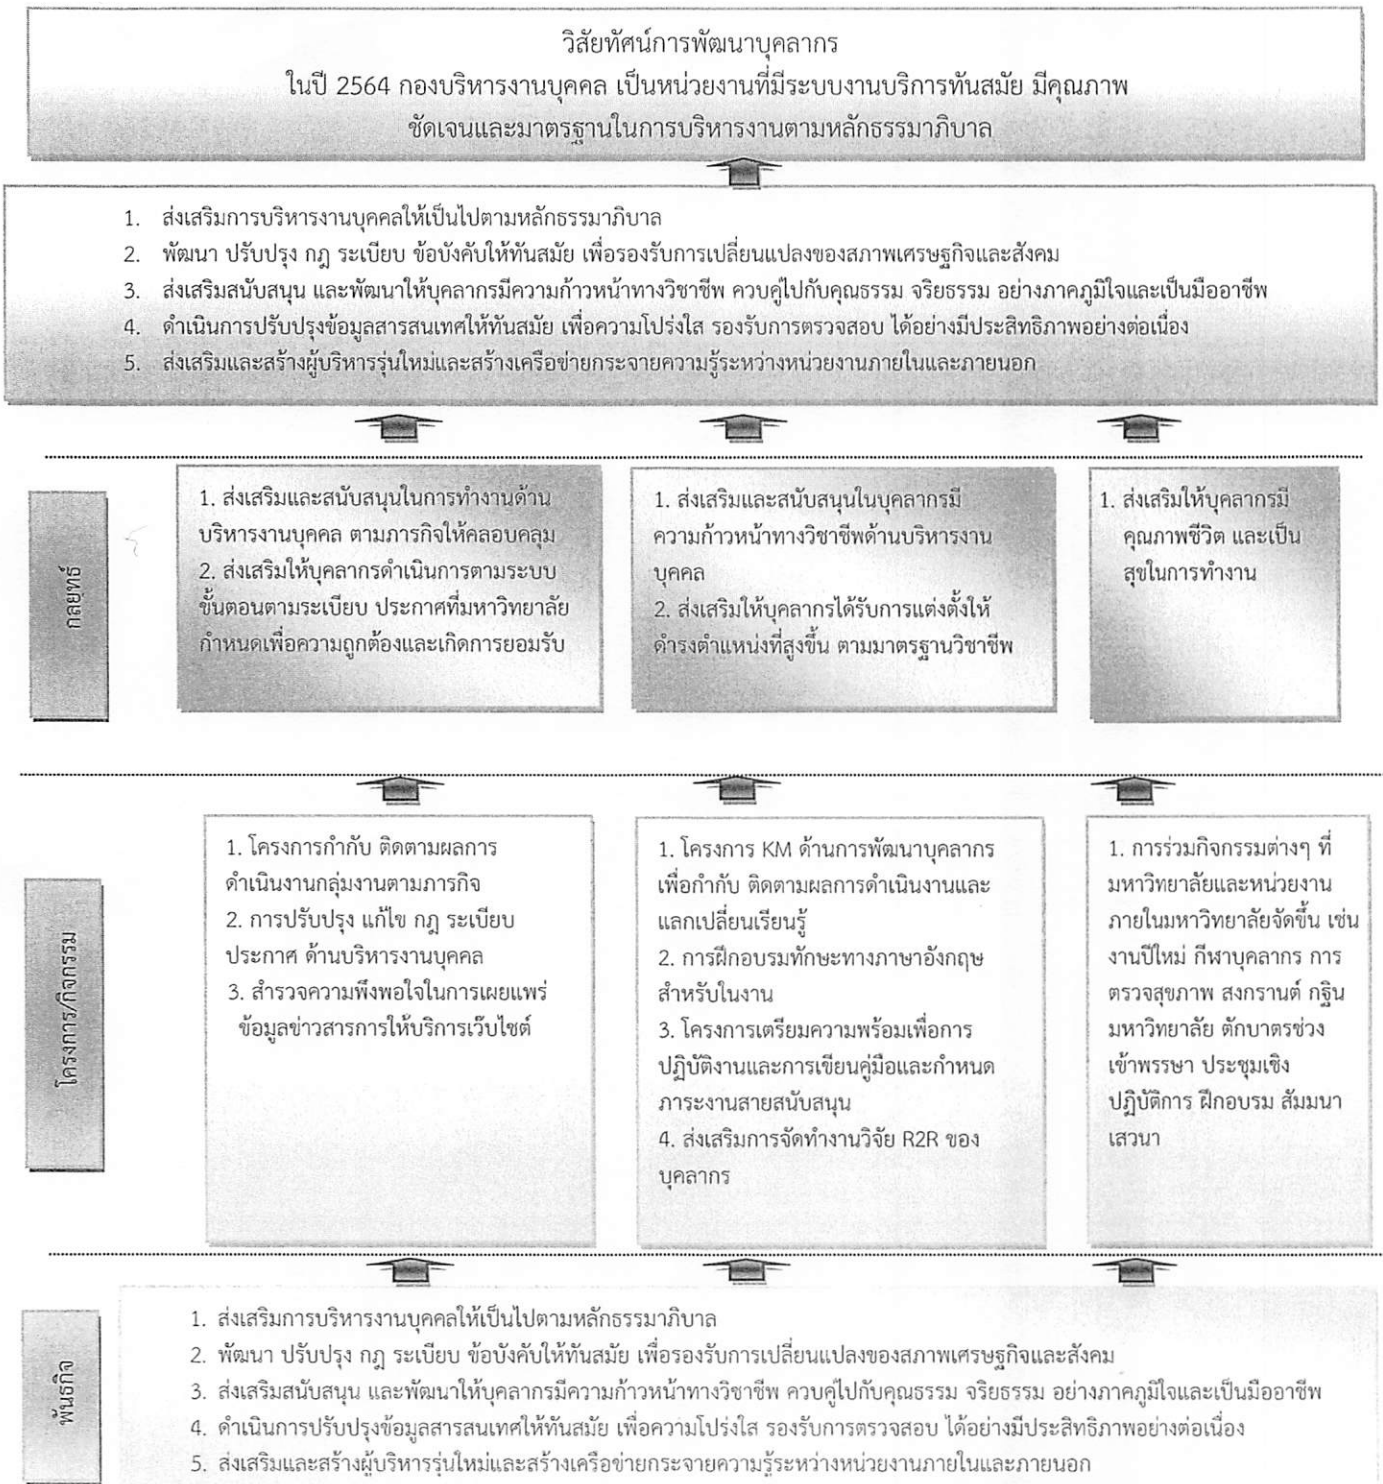 วิสัยทัศน์การพัฒนาบุคลากร
ในปี 2564 กองบริหารงานบุคคล เป็นหน่วยงานที่มีระบบงานบริการทันสมัย มีคุณภาพ
ชัดเจนและมาตรฐานในการบริหารงานตามหลักธรรมาภิบาล
1. ส่งเสริมการบริหารงานบุคคลให้เป็นไปตามหลักธรรมาภิบาล
2. พัฒนา ปรับปรุง กฎ ระเบียบ ข้อบังคับให้ทันสมัย เพื่อรองรับการเปลี่ยนแปลงของสภาพเศรษฐกิจและสังคม
3. ส่งเสริมสนับสนุน และพัฒนาให้บุคลากรมีความก้าวหน้าทางวิชาชีพ ควบคู่ไปกับคุณธรรม จริยธรรม อย่างภาคภูมิใจและเป็นมืออาชีพ
4. ดำเนินการปรับปรุงข้อมูลสารสนเทศให้ทันสมัย เพื่อความโปร่งใส รองรับการตรวจสอบ ได้อย่างมีประสิทธิภาพอย่างต่อเนื่อง
5. ส่งเสริมและสร้างผู้บริหารรุ่นใหม่และสร้างเครือข่ายกระจายความรู้ระหว่างหน่วยงานภายในและภายนอก
กลยุทธ์
1. ส่งเสริมและสนับสนุนในการทำงานด้าน
บริหารงานบุคคล ตามภารกิจให้คลอบคลุม
2. ส่งเสริมให้บุคลากรดำเนินการตามระบบ
ขั้นตอนตามระเบียบ ประกาศที่มหาวิทยาลัย
กำหนดเพื่อความถูกต้องและเกิดการยอมรับ
1. ส่งเสริมและสนับสนุนในบุคลากรมี
ความก้าวหน้าทางวิชาชีพด้านบริหารงาน
บุคคล
2. ส่งเสริมให้บุคลากรได้รับการแต่งตั้งให้
ดำรงตำแหน่งที่สูงขึ้น ตามมาตรฐานวิชาชีพ
1. ส่งเสริมให้บุคลากรมี
คุณภาพชีวิต และเป็น
สุขในการทำงาน
โครงการ/กิจกรรม
1. โครงการกำกับ ติดตามผลการ
ดำเนินงานกลุ่มงานตามภารกิจ
2. การปรับปรุง แก้ไข กฎ ระเบียบ
ประกาศ ด้านบริหารงานบุคคล
3. สำรวจความพึงพอใจในการเผยแพร่
ข้อมูลข่าวสารการให้บริการเว็บไซต์
1. โครงการ KM ด้านการพัฒนาบุคลากร
เพื่อกำกับ ติดตามผลการดำเนินงานและ
แลกเปลี่ยนเรียนรู้
2. การฝึกอบรมทักษะทางภาษาอังกฤษ
สำหรับในงาน
3. โครงการเตรียมความพร้อมเพื่อการ
ปฏิบัติงานและการเขียนคู่มือและกำหนด
ภาระงานสายสนับสนุน
4. ส่งเสริมการจัดทำงานวิจัย R2R ของ
บุคลากร
1. การร่วมกิจกรรมต่างๆ ที่
มหาวิทยาลัยและหน่วยงาน
ภายในมหาวิทยาลัยจัดขึ้น เช่น
งานปีใหม่ กีฬาบุคลากร การ
ตรวจสุขภาพ สงกรานต์ กฐิน
มหาวิทยาลัย ตักบาตรช่วง
เข้าพรรษา ประชุมเชิง
ปฏิบัติการ ฝึกอบรม สัมมนา
เสวนา
พันธกิจ
1. ส่งเสริมการบริหารงานบุคคลให้เป็นไปตามหลักธรรมาภิบาล
2. พัฒนา ปรับปรุง กฎ ระเบียบ ข้อบังคับให้ทันสมัย เพื่อรองรับการเปลี่ยนแปลงของสภาพเศรษฐกิจและสังคม
3. ส่งเสริมสนับสนุน และพัฒนาให้บุคลากรมีความก้าวหน้าทางวิชาชีพ ควบคู่ไปกับคุณธรรม จริยธรรม อย่างภาคภูมิใจและเป็นมืออาชีพ
4. ดำเนินการปรับปรุงข้อมูลสารสนเทศให้ทันสมัย เพื่อความโปร่งใส รองรับการตรวจสอบ ได้อย่างมีประสิทธิภาพอย่างต่อเนื่อง
5. ส่งเสริมและสร้างผู้บริหารรุ่นใหม่และสร้างเครือข่ายกระจายความรู้ระหว่างหน่วยงานภายในและภายนอก